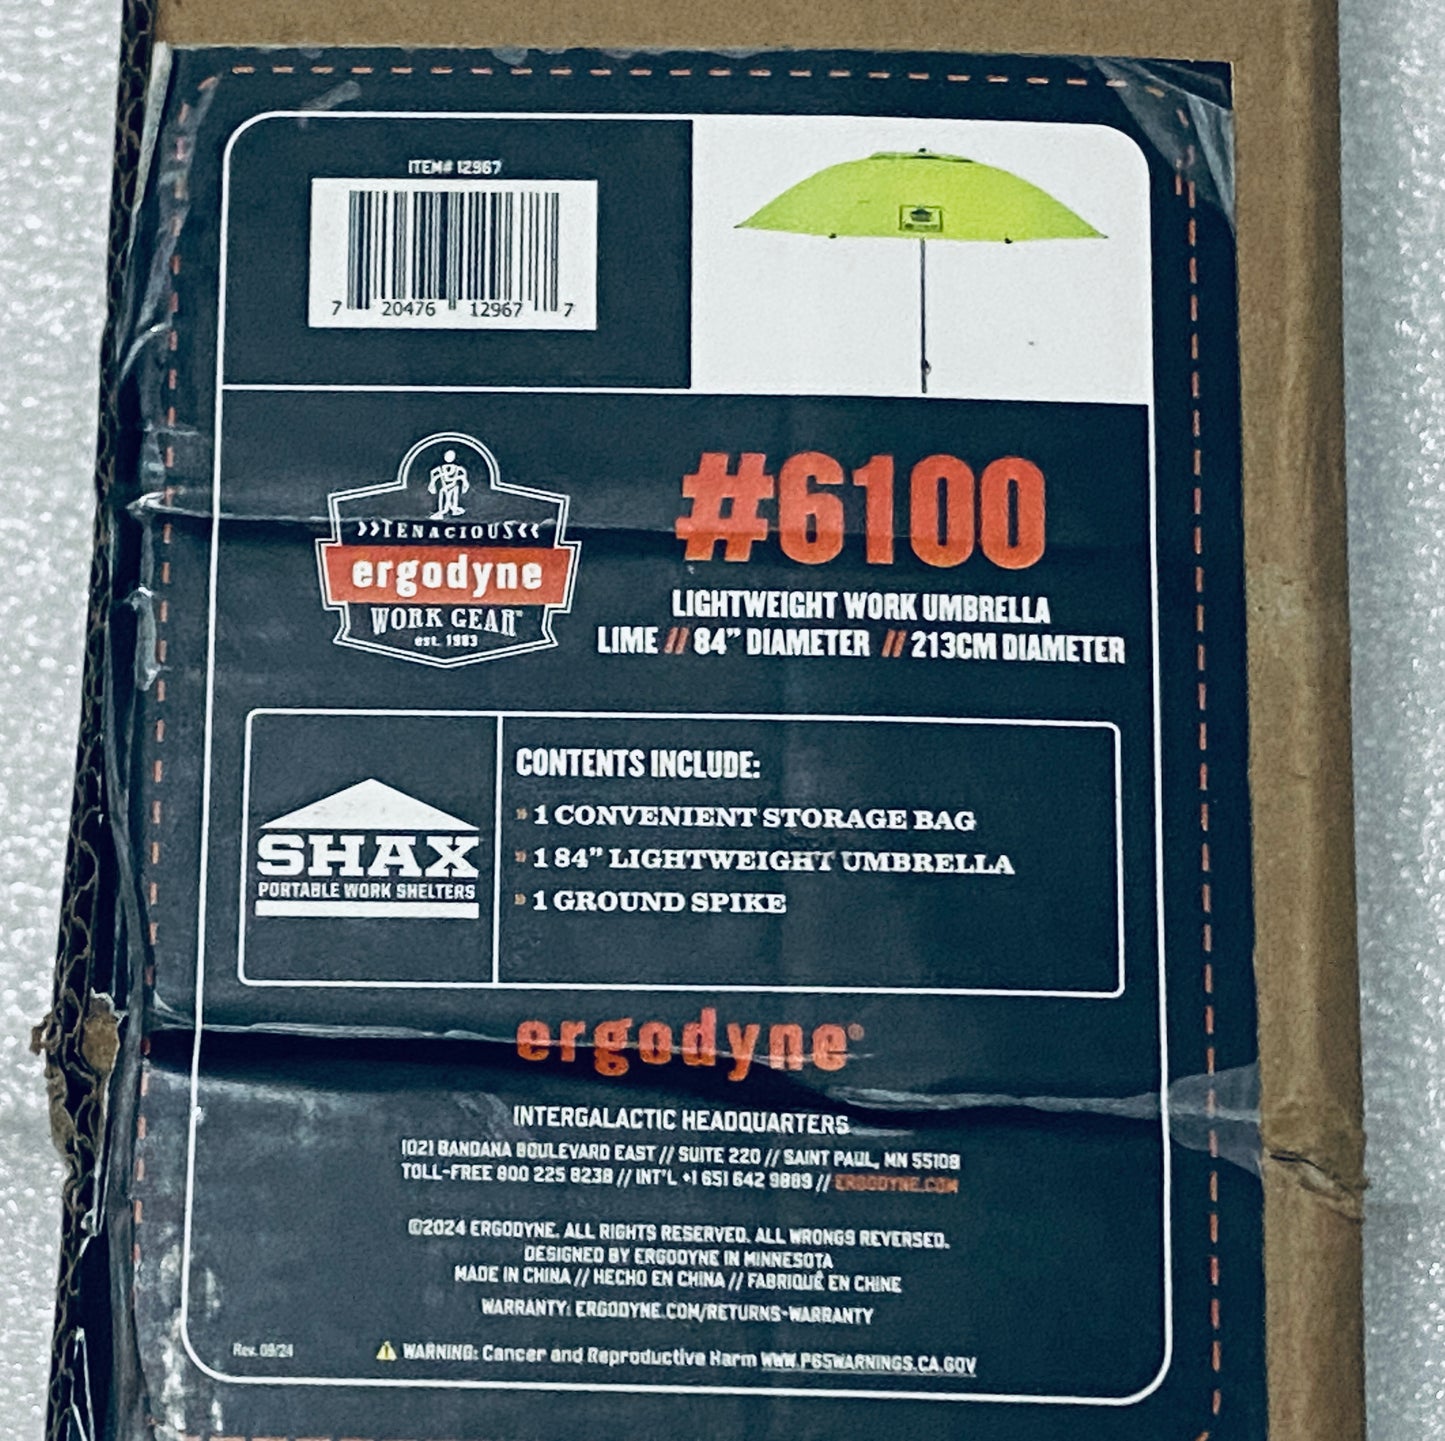 ITEM# 12967
7 20476 12967 7
#6100
LIGHTWEIGHT WORK UMBRELLA
LIME // 84” DIAMETER // 213CM DIAMETER
»TENACIOUS«
ergodyne
WORK GEAR™
est. 1983
SHAX
PORTABLE WORK SHELTERS
CONTENTS INCLUDE:
» 1 CONVENIENT STORAGE BAG
» 1 84” LIGHTWEIGHT UMBRELLA
» 1 GROUND SPIKE
ergodyne®
INTERGALACTIC HEADQUARTERS
1021 BANDANA BOULEVARD EAST // SUITE 220 // SAINT PAUL, MN 55108
TOLL-FREE 800 225 8238 // INT'L +1 651 642 9889 // ERGODYNE.COM
©2024 ERGODYNE. ALL RIGHTS RESERVED. ALL WRONGS REVERSED.
DESIGNED BY ERGODYNE IN MINNESOTA
MADE IN CHINA // HECHO EN CHINA // FABRIQUÉ EN CHINE
WARRANTY: ERGODYNE.COM/RETURNS-WARRANTY
Rev. 09/24
WARNING: Cancer and Reproductive Harm WWW.P65WARNINGS.CA.GOV